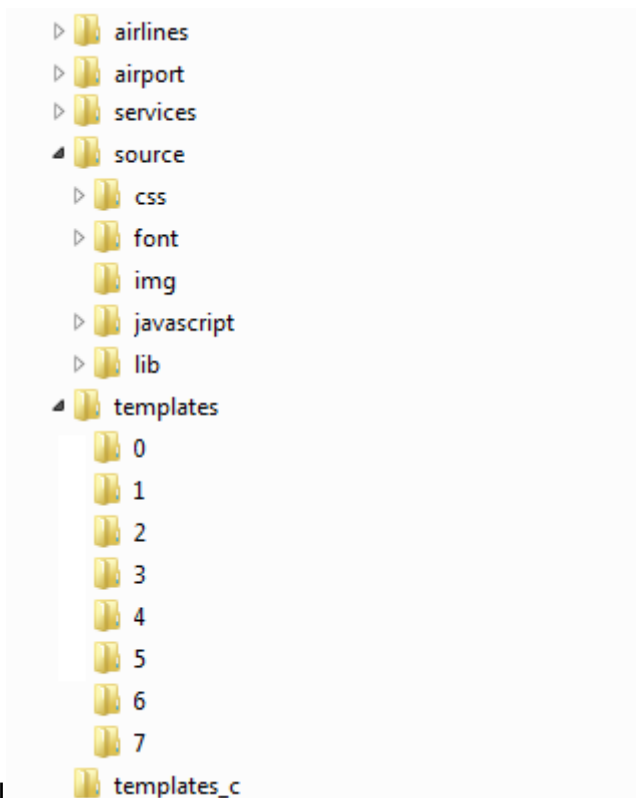 airlines
airport
services
source
css
font
img
javascript
lib
templates
0
1
2
3
4
5
6
7
templates_c